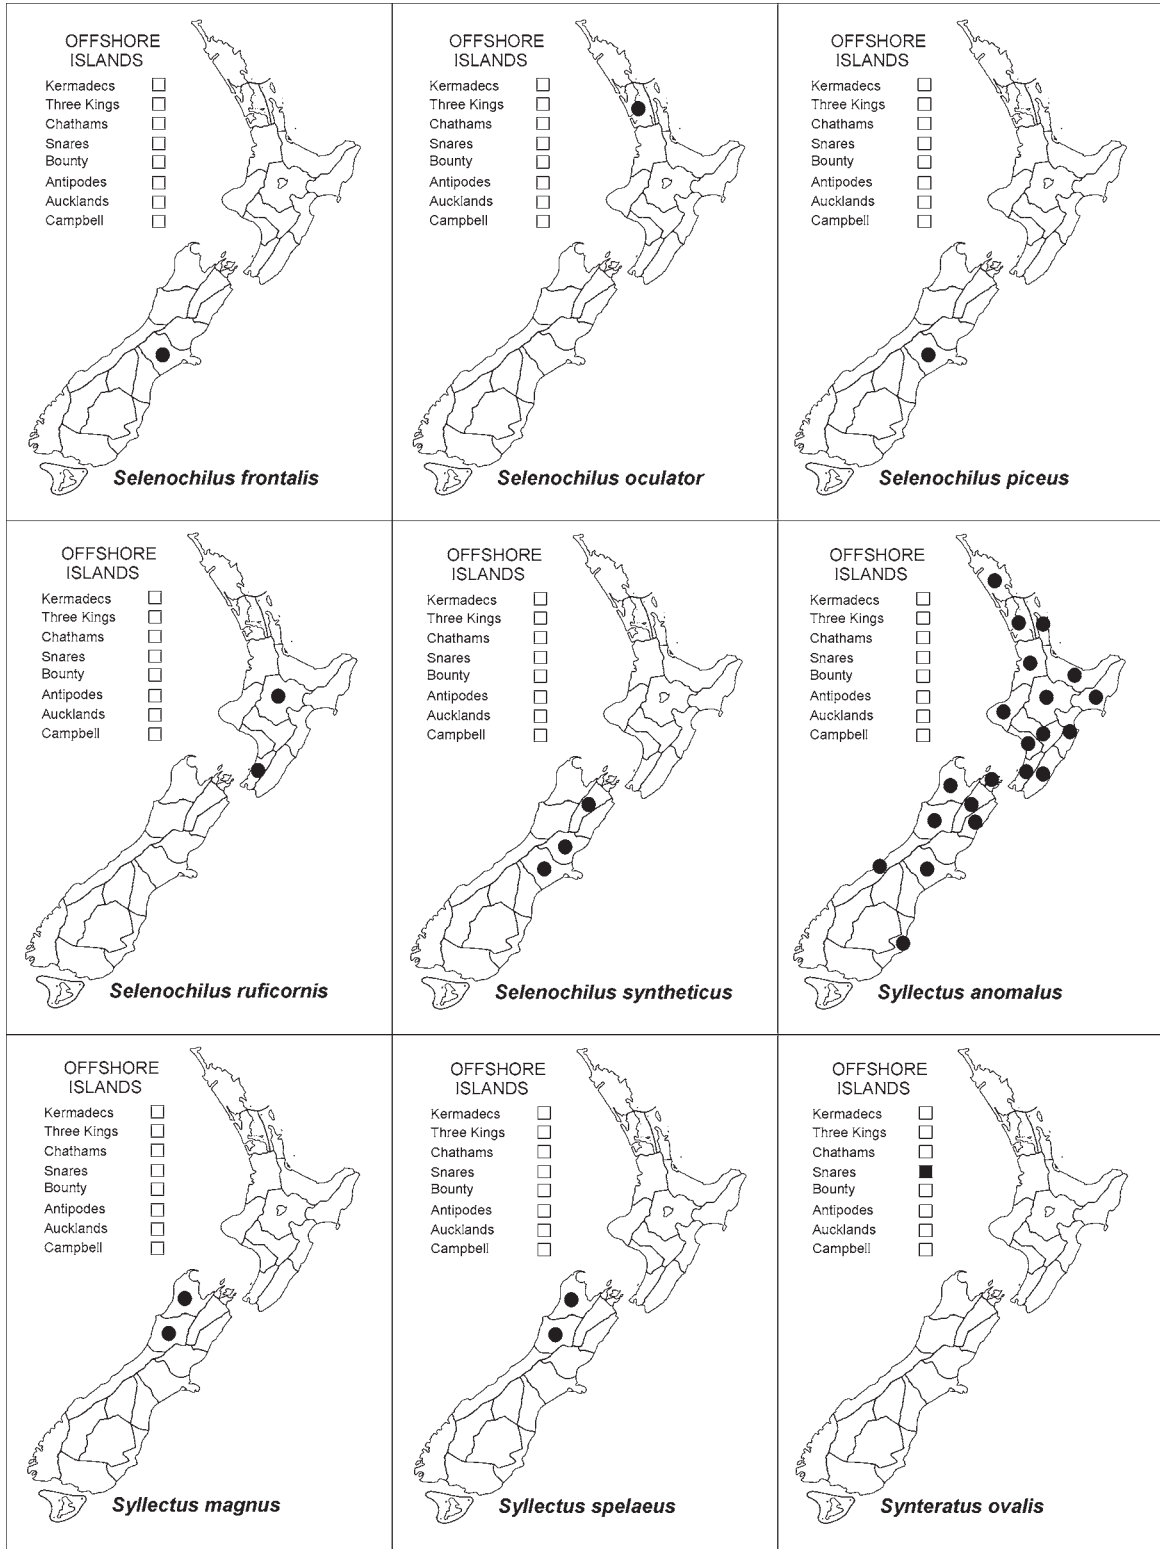 OFFSHORE
ISLANDS
Kermadecs
Three Kings
Chathams
Snares
Bounty
Antipodes
Aucklands
Campbell
Selenochilus frontalis
OFFSHORE
ISLANDS
Kermadecs
Three Kings
Chathams
Snares
Bounty
Antipodes
Aucklands
Campbell
Selenochilus oculator
OFFSHORE
ISLANDS
Kermadecs
Three Kings
Chathams
Snares
Bounty
Antipodes
Aucklands
Campbell
Selenochilus piceus
OFFSHORE
ISLANDS
Kermadecs
Three Kings
Chathams
Snares
Bounty
Antipodes
Aucklands
Campbell
Selenochilus ruficornis
OFFSHORE
ISLANDS
Kermadecs
Three Kings
Chathams
Snares
Bounty
Antipodes
Aucklands
Campbell
Selenochilus syntheticus
OFFSHORE
ISLANDS
Kermadecs
Three Kings
Chathams
Snares
Bounty
Antipodes
Aucklands
Campbell
Syllectus anomalus
OFFSHORE
ISLANDS
Kermadecs
Three Kings
Chathams
Snares
Bounty
Antipodes
Aucklands
Campbell
Syllectus magnus
OFFSHORE
ISLANDS
Kermadecs
Three Kings
Chathams
Snares
Bounty
Antipodes
Aucklands
Campbell
Syllectus spelaeus
OFFSHORE
ISLANDS
Kermadecs
Three Kings
Chathams
Snares
Bounty
Antipodes
Aucklands
Campbell
Synteratus ovalis